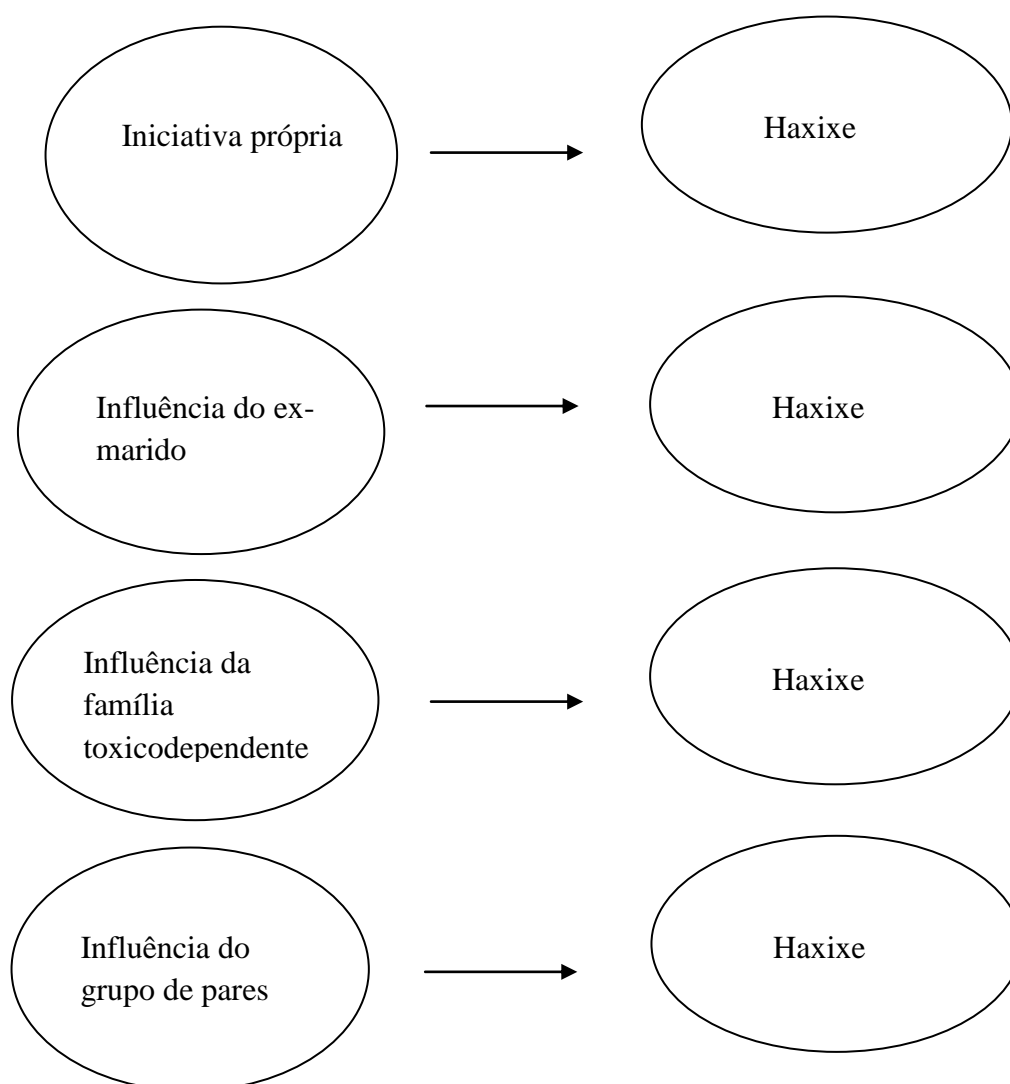 Iniciativa própria
Haxixe
Influência do ex-
marido
Haxixe
Influência da
família
toxicodependente
Haxixe
Influência do
grupo de pares
Haxixe